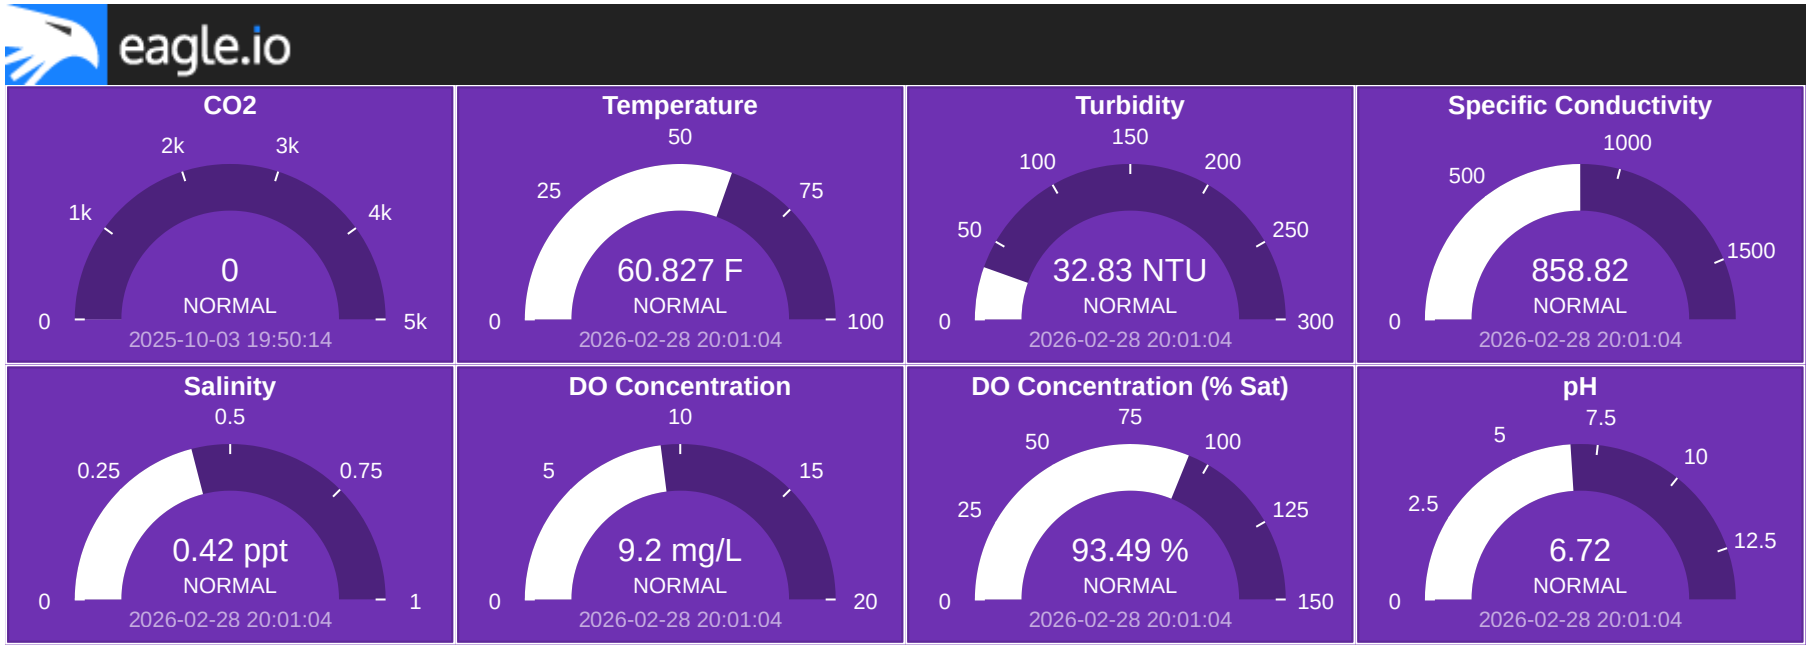 eagle.io
CO2
0
1k
2k
3k
4k
5k
0
NORMAL
2025-10-03 19:50:14
Temperature
0
25
50
75
100
60.827 F
NORMAL
2026-02-28 20:01:04
Turbidity
0
50
100
150
200
250
300
32.83 NTU
NORMAL
2026-02-28 20:01:04
Specific Conductivity
0
500
1000
1500
858.82
NORMAL
2026-02-28 20:01:04
Salinity
0
0.25
0.5
0.75
1
0.42 ppt
NORMAL
2026-02-28 20:01:04
DO Concentration
0
5
10
15
20
9.2 mg/L
NORMAL
2026-02-28 20:01:04
DO Concentration (% Sat)
0
25
50
75
100
125
150
93.49 %
NORMAL
2026-02-28 20:01:04
pH
0
2.5
5
7.5
10
12.5
6.72
NORMAL
2026-02-28 20:01:04